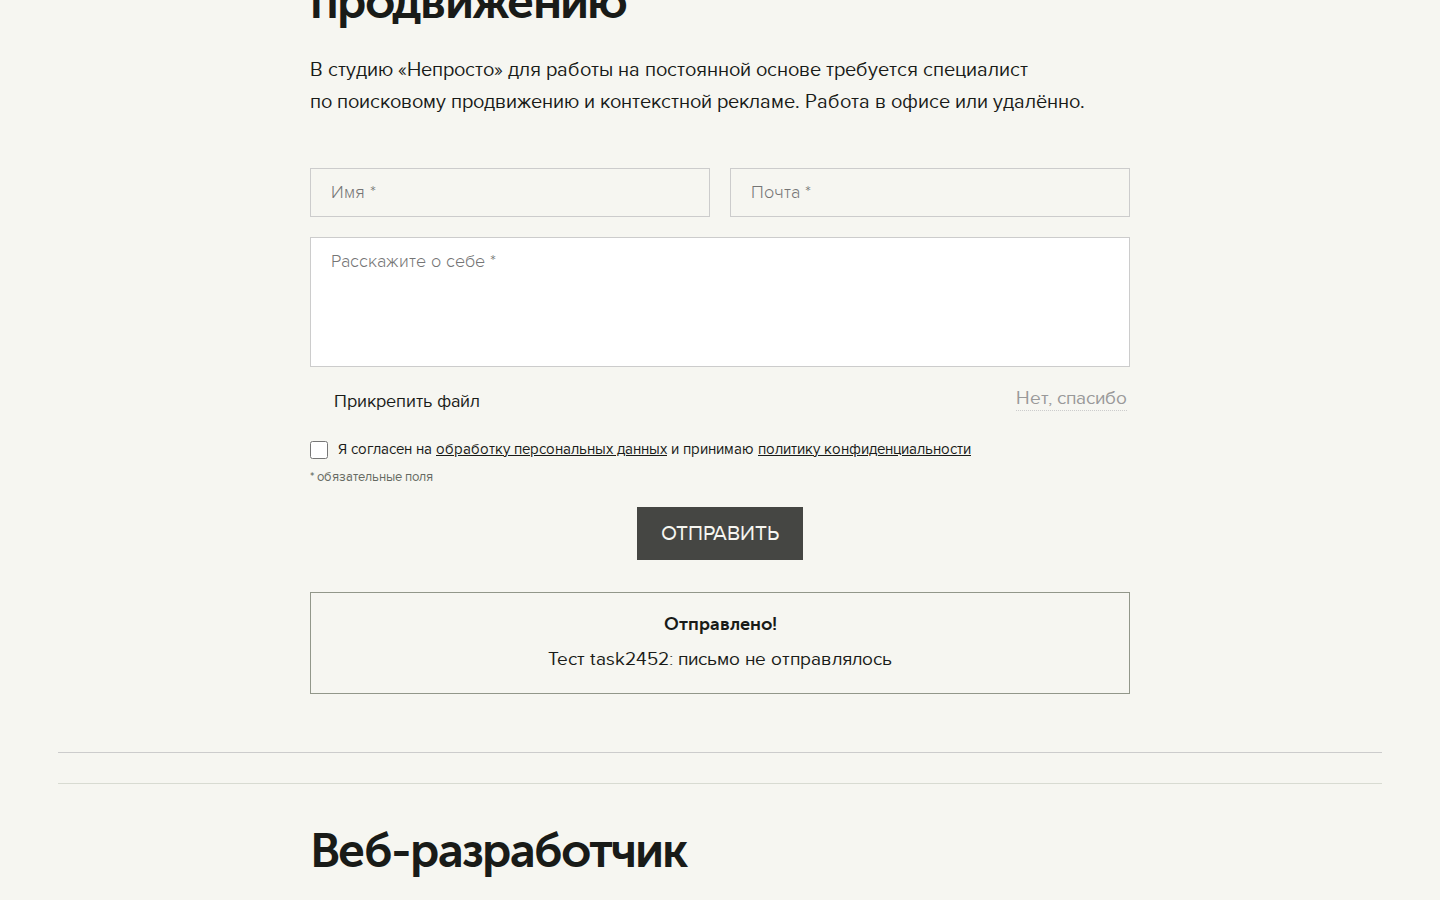 продвижению
В студию «Непросто» для работы на постоянной основе требуется специалист
по поисковому продвижению и контекстной рекламе. Работа в офисе или удалённо.
Имя *
Почта *
Расскажите о себе *
Прикрепить файл
Нет, спасибо
Я согласен на обработку персональных данных и принимаю политику конфиденциальности
* обязательные поля
ОТПРАВИТЬ
Отправлено!
Тест task2452: письмо не отправлялось
Веб-разработчик